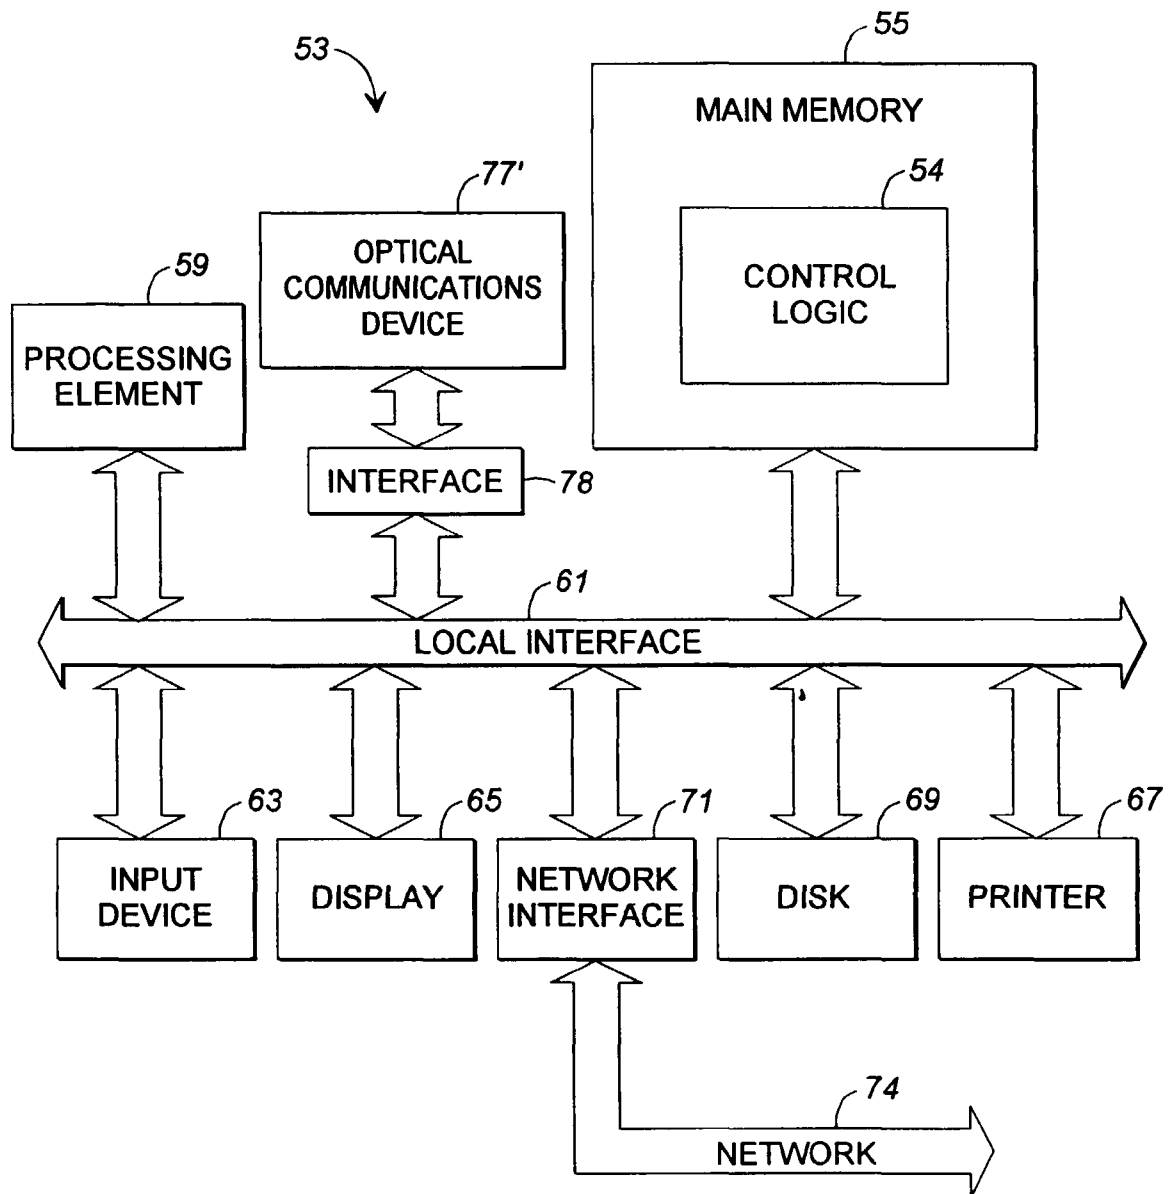 53
55
MAIN MEMORY
54
CONTROL
LOGIC
77'
OPTICAL
COMMUNICATIONS
DEVICE
59
PROCESSING
ELEMENT
INTERFACE
78
61
LOCAL INTERFACE
63
INPUT
DEVICE
65
DISPLAY
71
NETWORK
INTERFACE
69
DISK
67
PRINTER
74
NETWORK